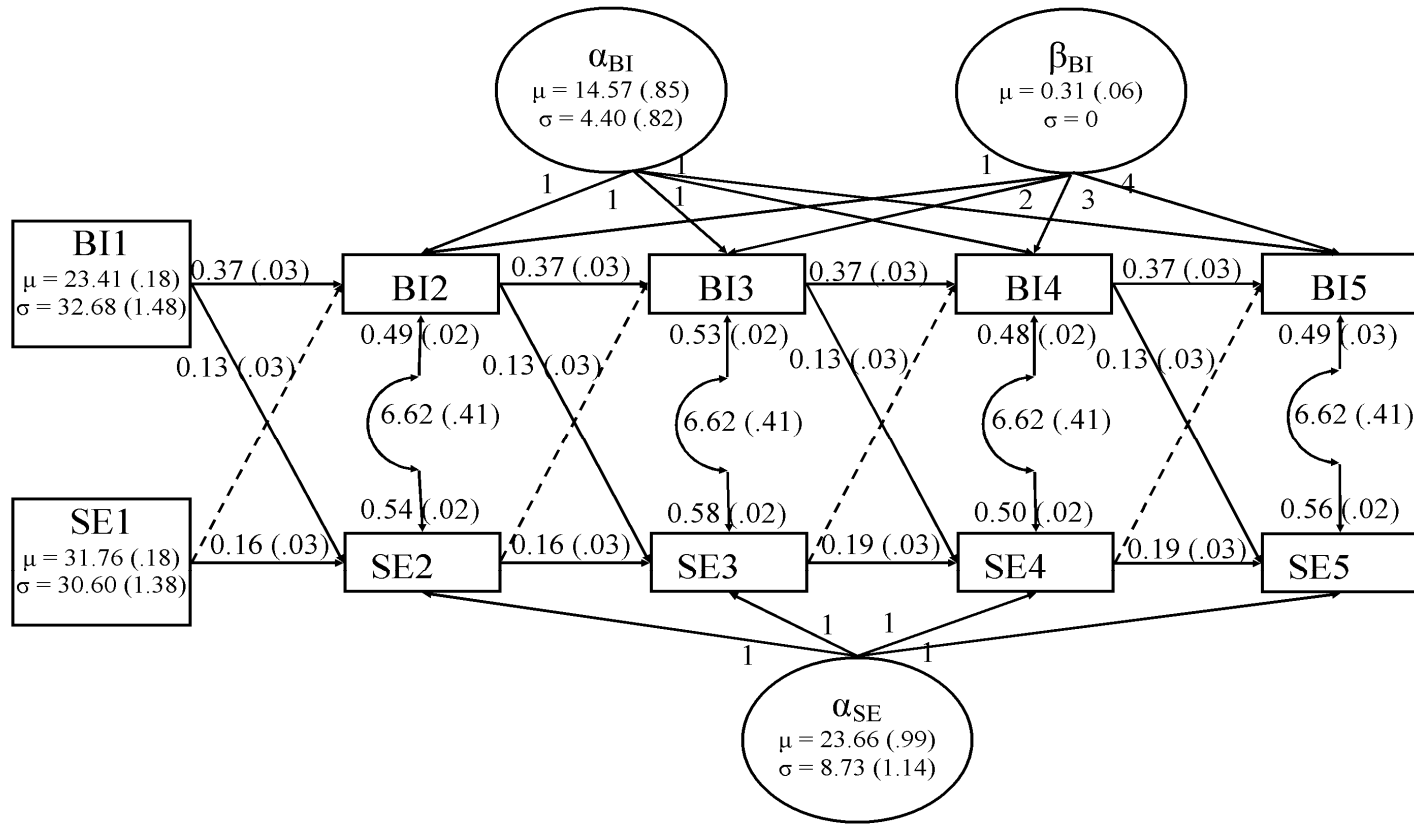 α_BI
μ = 14.57 (.85)
σ = 4.40 (.82)
β_BI
μ = 0.31 (.06)
σ = 0
1
1
1
1
1
2
3
4
BI1
μ = 23.41 (.18)
σ = 32.68 (1.48)
0.37 (.03)
BI2
0.37 (.03)
BI3
0.37 (.03)
BI4
0.37 (.03)
BI5
0.49 (.02)
0.53 (.02)
0.48 (.02)
0.49 (.03)
0.13 (.03)
0.13 (.03)
0.13 (.03)
0.13 (.03)
6.62 (.41)
6.62 (.41)
6.62 (.41)
6.62 (.41)
0.54 (.02)
0.58 (.02)
0.50 (.02)
0.56 (.02)
SE1
μ = 31.76 (.18)
σ = 30.60 (1.38)
0.16 (.03)
SE2
0.16 (.03)
SE3
0.19 (.03)
SE4
0.19 (.03)
SE5
1
1
1
1
α_SE
μ = 23.66 (.99)
σ = 8.73 (1.14)